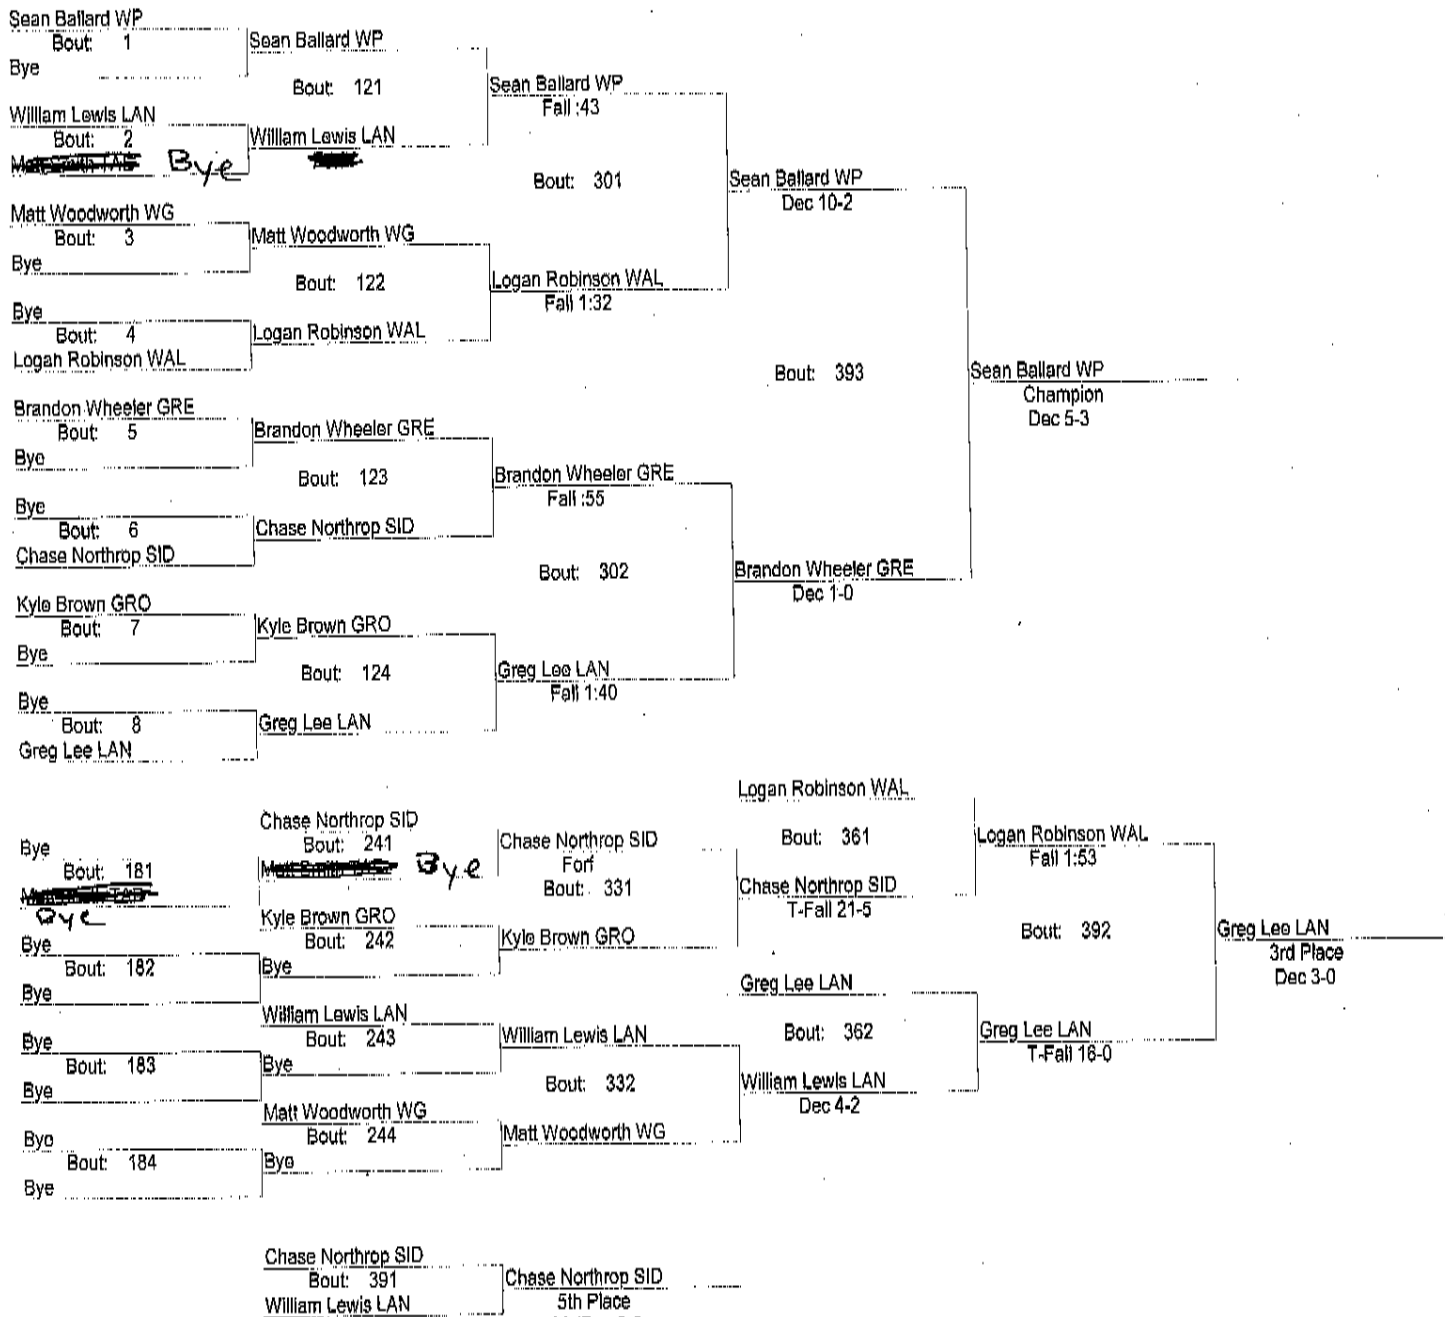 Sean Ballard WP
Bout: 1
Bye
Sean Ballard WP
Bout: 121
Sean Ballard WP
Fall :43
William Lewis LAN
Bout: 2
Bye
William Lewis LAN
Bout: 301
Sean Ballard WP
Dec 10-2
Matt Woodworth WG
Bout: 3
Bye
Matt Woodworth WG
Bout: 122
Logan Robinson WAL
Fall 1:32
Bye
Bout: 4
Logan Robinson WAL
Logan Robinson WAL
Bout: 393
Sean Ballard WP
Champion
Dec 5-3
Brandon Wheeler GRE
Bout: 5
Bye
Brandon Wheeler GRE
Bout: 123
Brandon Wheeler GRE
Fall :55
Bye
Bout: 6
Chase Northrop SID
Chase Northrop SID
Bout: 302
Brandon Wheeler GRE
Dec 1-0
Kyle Brown GRO
Bout: 7
Bye
Kyle Brown GRO
Bout: 124
Greg Lee LAN
Fall 1:40
Bye
Bout: 8
Greg Lee LAN
Greg Lee LAN
Bye
Bout: 181
Bye
Chase Northrop SID
Bout: 241
Bye
Chase Northrop SID
Forf
Bout: 331
Logan Robinson WAL
Bout: 361
Chase Northrop SID
T-Fall 21-5
Logan Robinson WAL
Fall 1:53
Bye
Bout: 182
Bye
Kyle Brown GRO
Bout: 242
Bye
Kyle Brown GRO
Bout: 392
Greg Lee LAN
3rd Place
Dec 3-0
Bye
Bout: 183
Bye
William Lewis LAN
Bout: 243
Bye
William Lewis LAN
Bout: 332
Greg Lee LAN
Bout: 362
William Lewis LAN
Dec 4-2
Greg Lee LAN
T-Fall 16-0
Bye
Bout: 184
Bye
Matt Woodworth WG
Bout: 244
Bye
Matt Woodworth WG
Chase Northrop SID
Bout: 391
William Lewis LAN
Chase Northrop SID
5th Place